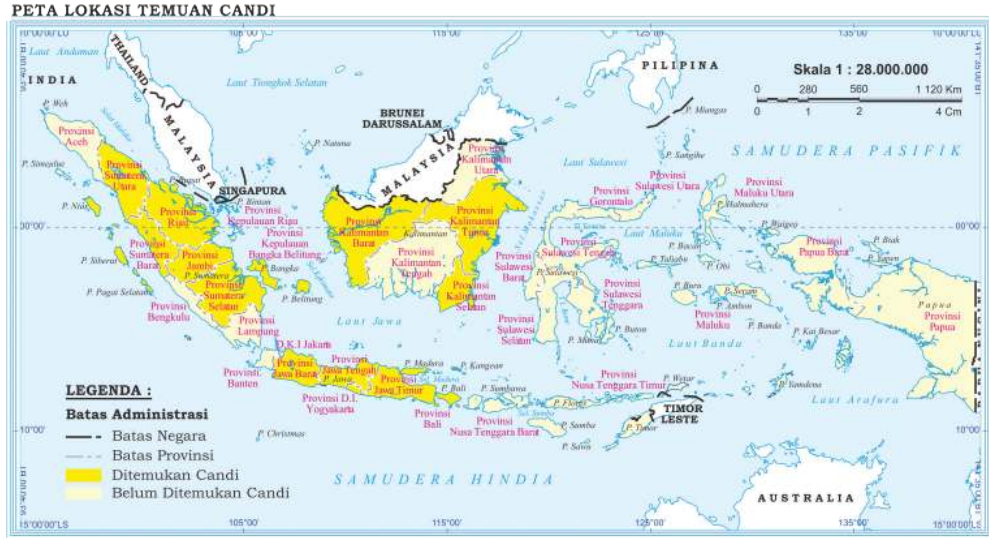 PETA LOKASI TEMUAN CANDI
105°00'
115°00'
125°00'
Laut Andaman
THAILAND
Laut Tiongkok Selatan
INDIA
PILIPINA
Skala 1 : 28.000.000
0 280 560 1 120 Km
0 1 2 4 Cm
P. Weh
Selat Malaka
MALAYSIA
BRUNEI
DARUSSALAM
P. Miangas
Provinsi
Aceh
P. Natuna
MALAYSIA
Provinsi
Kalimantan
Utara
Laut Sulawesi
P. Sangihe
SAMUDERA PASIFIK
P. Simeulue
Provinsi
Sumatera
Utara
SINGAPURA
P. Bintan
Provinsi
Sulawesi Utara
Provinsi
Gorontalo
Provinsi
Maluku Utara
P. Halmahera
P. Nias
Provinsi
Riau
Provinsi
Kepulauan Riau
Provinsi
Kalimantan
Barat
Provinsi
Kalimantan
Timur
Laut Maluku
P. Waigeo
00°00'
00°00'
Provinsi
Sumatera
Barat
Provinsi
Kepulauan
Bangka Belitung
Kalimantan
Provinsi
Kalimantan
Tengah
Provinsi
Sulawesi Tengah
P. Bacan
Provinsi
Papua Barat
P. Biak
P. Yapen
P. Siberut
Provinsi
Jambi
P. Sumatera
P. Bangka
Provinsi
Sulawesi
Barat
P. Sulawesi
P. Taliabu
P. Obi
P. Pagai Selatan
Provinsi
Sumatera
Selatan
P. Belitung
Provinsi
Kalimantan
Selatan
Provinsi
Sulawesi
Tenggara
P. Buru
P. Seram
P. Ambon
Papua
Provinsi
Papua
Provinsi
Bengkulu
Provinsi
Lampung
Laut Jawa
Provinsi
Sulawesi
Selatan
P. Buton
P. Muna
Provinsi
Maluku
P. Banda
P. Kai Besar
Laut Banda
D.K.I Jakarta
Provinsi
Banten
Provinsi
Jawa Barat
Provinsi
Jawa Tengah
P. Jawa
Provinsi
Jawa Timur
P. Madura
Sel. Madura
P. Kangean
P. Bali
P. Sumbawa
Provinsi
Nusa Tenggara Timur
P. Wetar
P. Yamdena
Laut Arafura
Provinsi D.I.
Yogyakarta
Provinsi
Bali
Provinsi
Nusa Tenggara Barat
Sel. Sumba
P. Flores
P. Sumba
P. Sawu
P. Timor
TIMOR
LESTE
10°00'
10°00'
P. Christmas
SAMUDERA HINDIA
AUSTRALIA
LEGENDA :
Batas Administrasi
Batas Negara
Batas Provinsi
Ditemukan Candi
Belum Ditemukan Candi
15°00'00"LS
105°00'
115°00'
125°00'
135°00'
15°00'00"LS